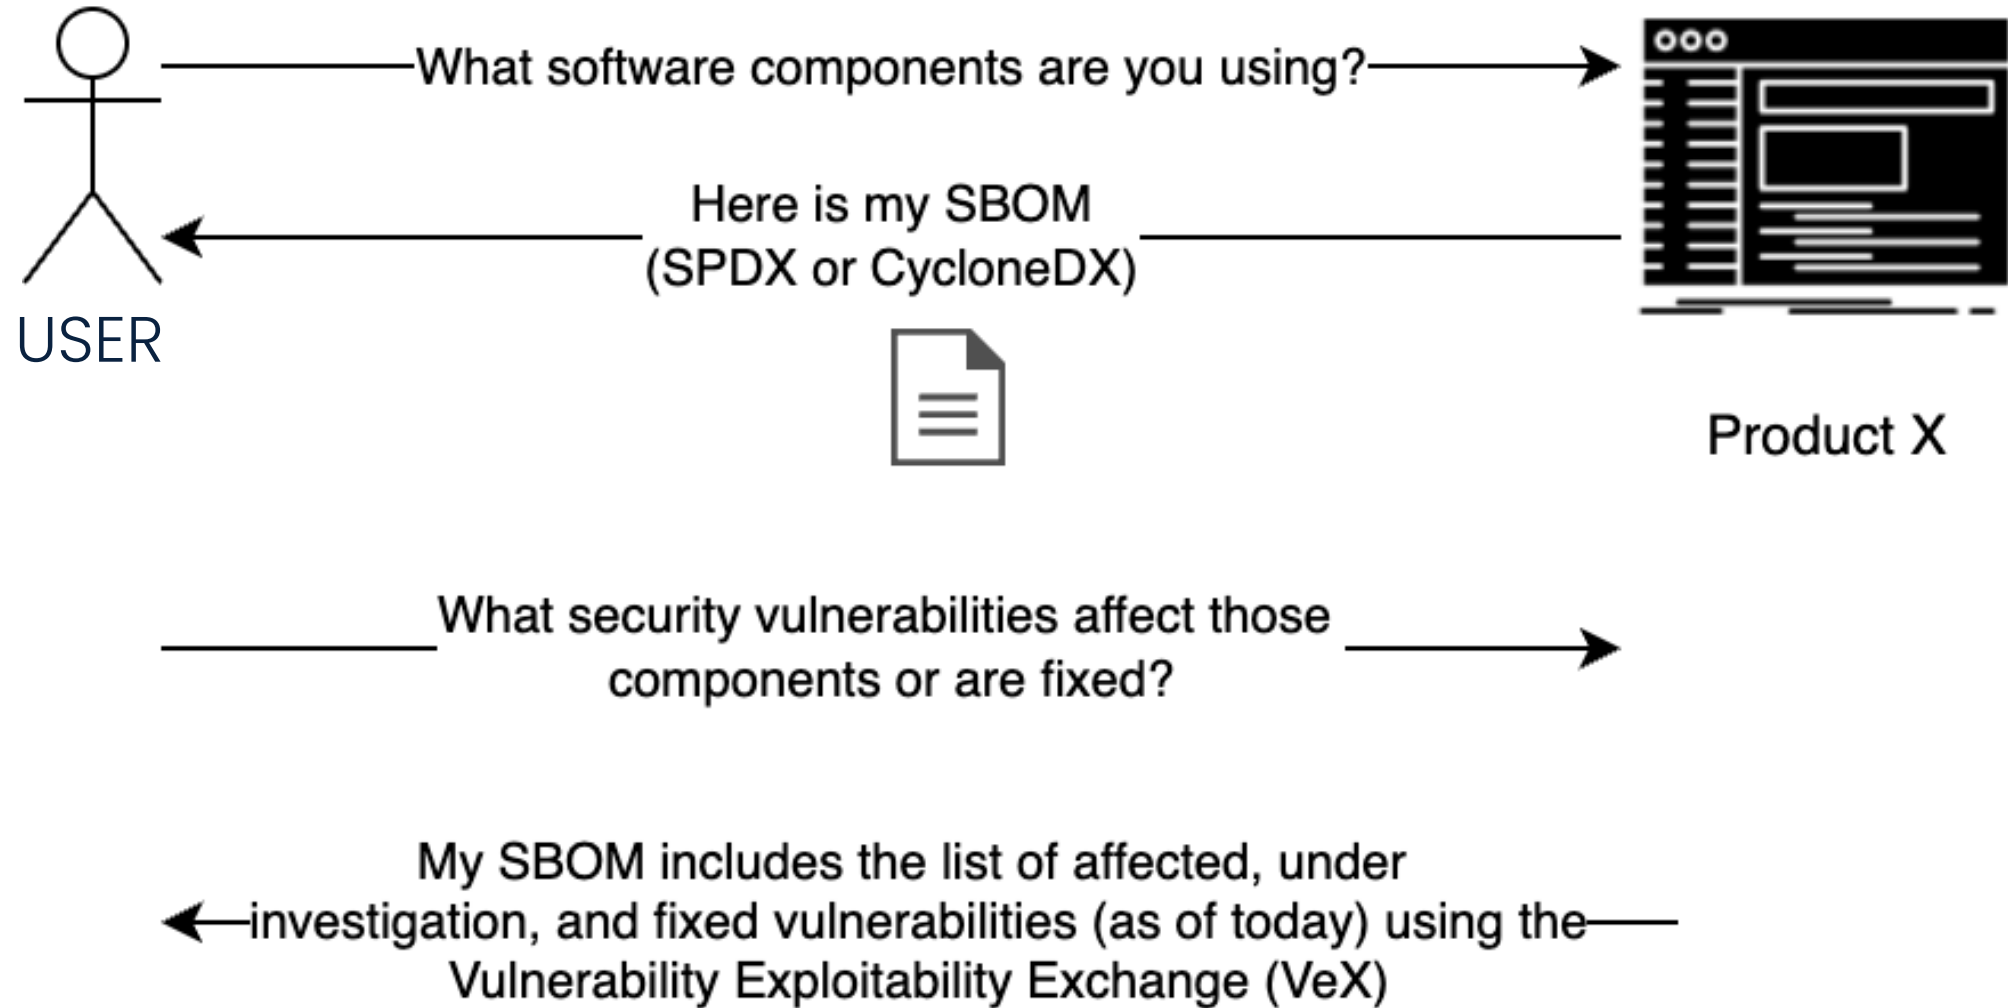 What software components are you using?
Here is my SBOM
(SPDX or CycloneDX)
USER
Product X
What security vulnerabilities affect those
components or are fixed?
My SBOM includes the list of affected, under
investigation, and fixed vulnerabilities (as of today) using the
Vulnerability Exploitability Exchange (VeX)